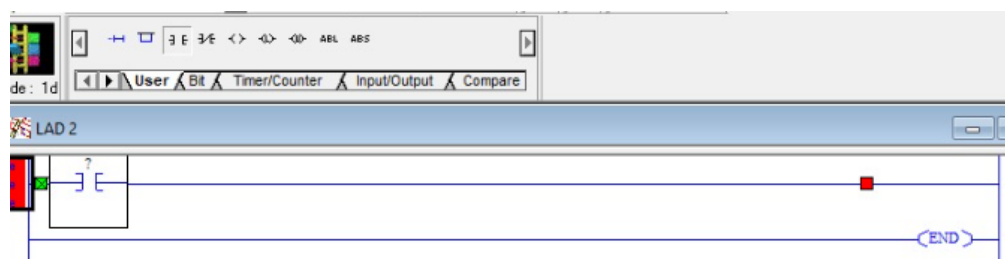 ABL ABS
de: 1d
User Bit Timer/Counter Input/Output Compare
LAD 2
?
END